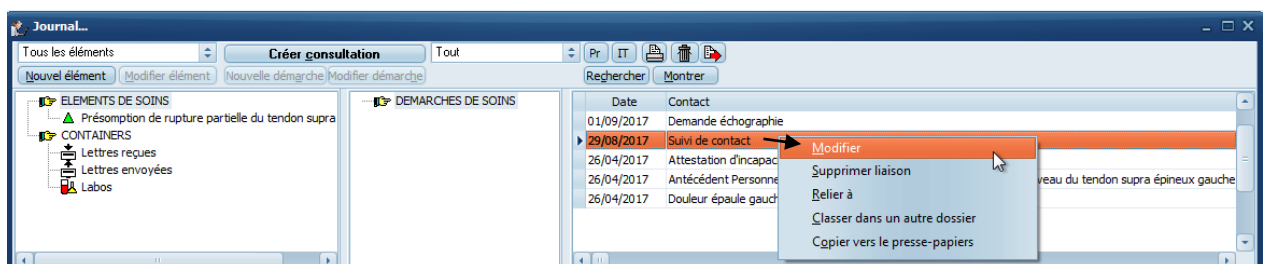 Journal...
Tous les éléments Créer consultation Tout Pr IT
Nouvel élément Modifier élément Nouvelle démarche Modifier démarche Rechercher Montrer
ELEMENTS DE SOINS
Présomption de rupture partielle du tendon supra
CONTAINERS
Lettres reçues
Lettres envoyées
Labos
DEMARCHES DE SOINS
Date Contact
01/09/2017 Demande échographie
29/08/2017 Suivi de contact
26/04/2017 Attestation d'incapac
26/04/2017 Antécédent Personne veau du tendon supra épineux gauche
26/04/2017 Douleur épaule gauch
Modifier
Supprimer liaison
Relier à
Classer dans un autre dossier
Copier vers le presse-papiers